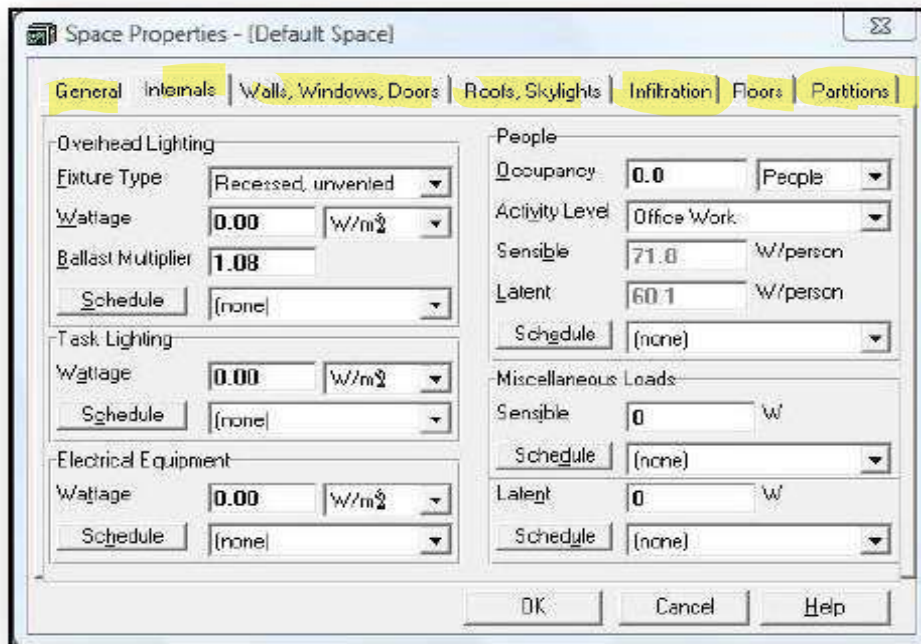 Space Properties - [Default Space]
General Internals Walls, Windows, Doors Roofs, Skylights Infiltration Floors Partitions
Overhead Lighting
Fixture Type Recessed, unvented
Wattage 0.00 W/m²
Ballast Multiplier 1.08
Schedule (none)
Task Lighting
Wattage 0.00 W/m²
Schedule (none)
Electrical Equipment
Wattage 0.00 W/m²
Schedule (none)
People
Occupancy 0.0 People
Activity Level Office Work
Sensible 71.8 W/person
Latent 60.1 W/person
Schedule (none)
Miscellaneous Loads
Sensible 0 W
Schedule (none)
Latent 0 W
Schedule (none)
OK Cancel Help